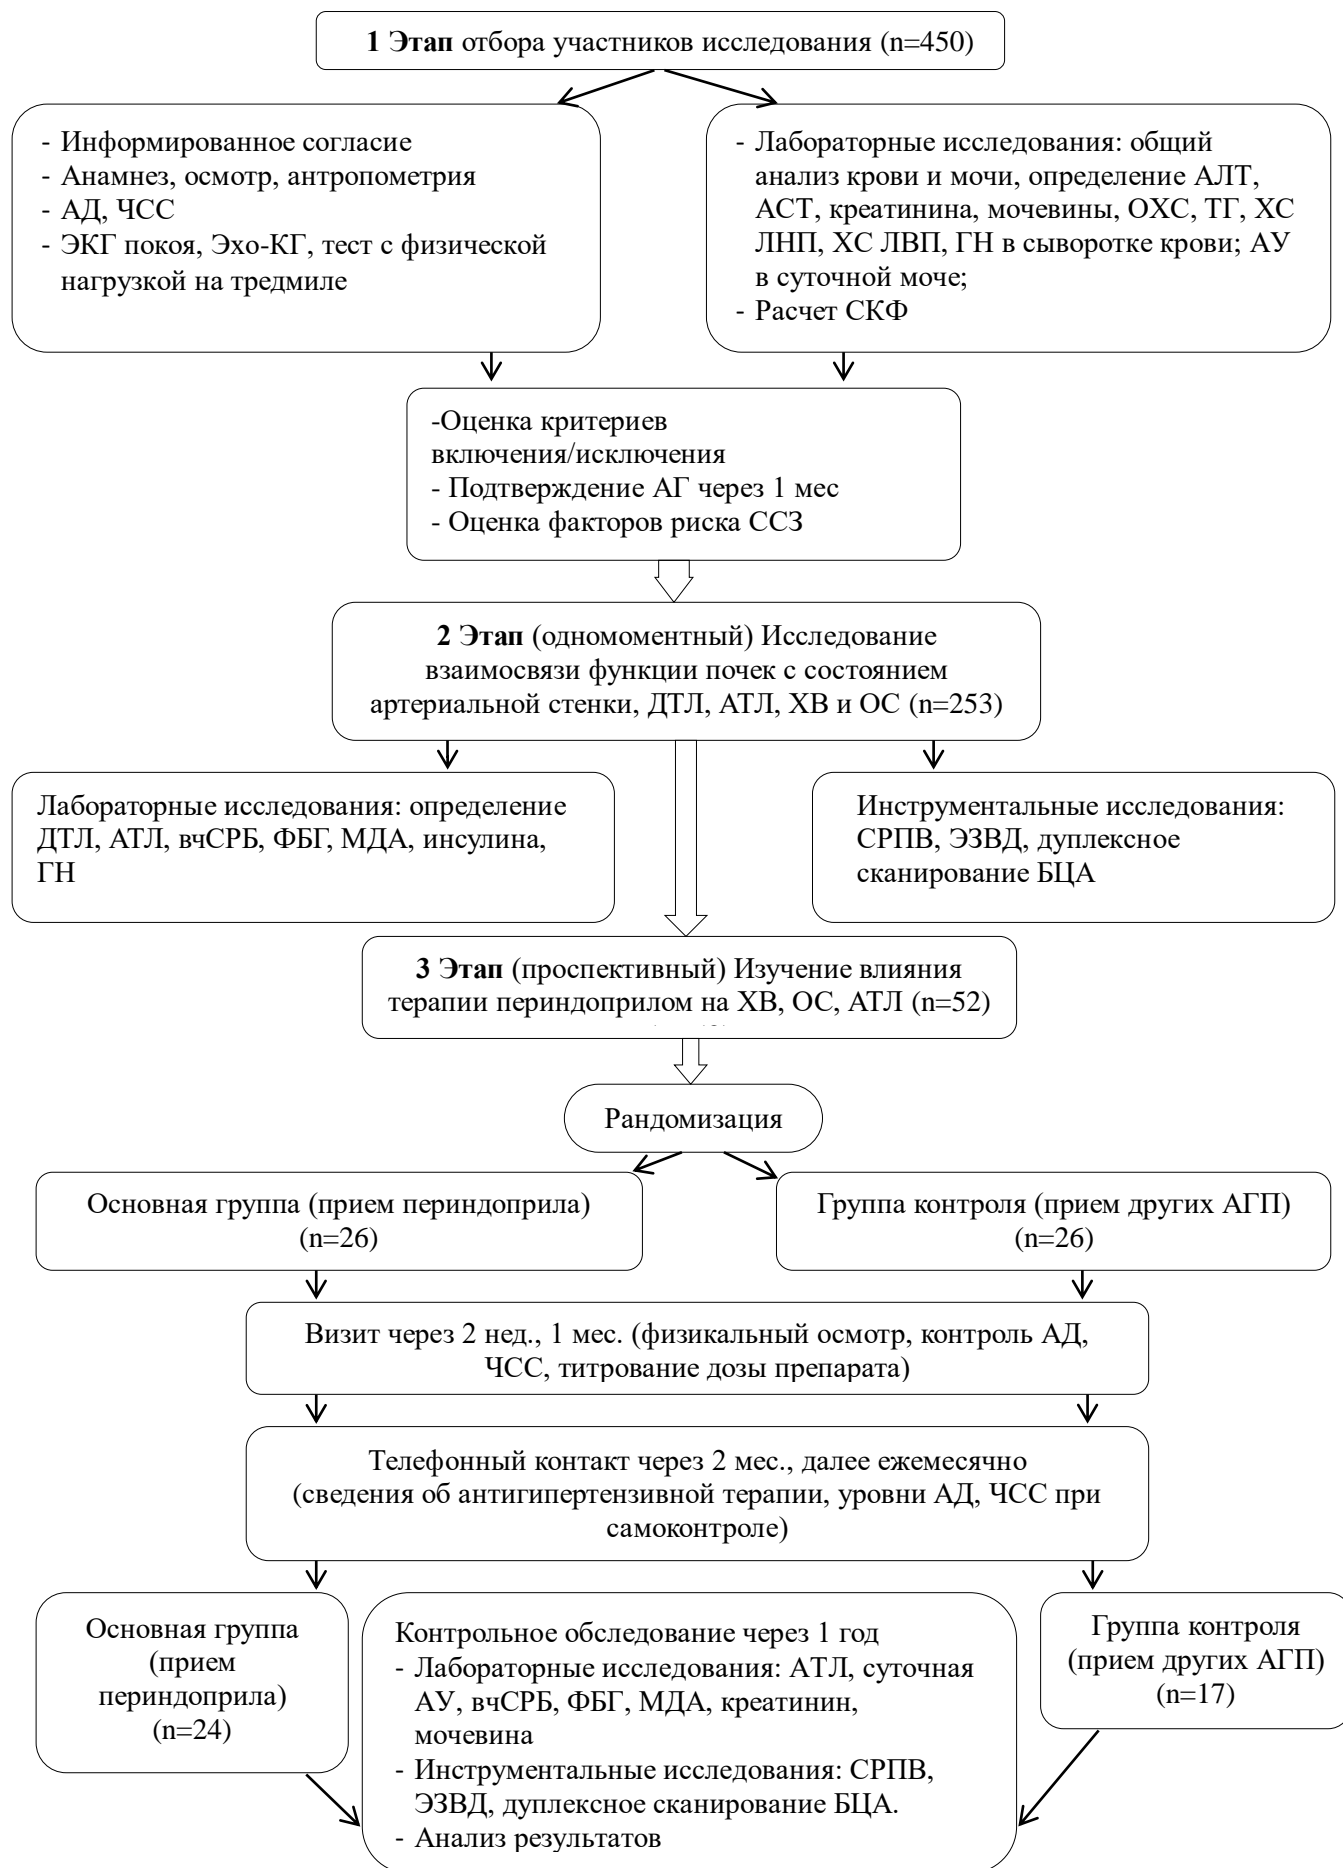 1 Этап отбора участников исследования (n=450)
- Информированное согласие
- Анамнез, осмотр, антропометрия
- АД, ЧСС
- ЭКГ покоя, Эхо-КГ, тест с физической
нагрузкой на тредмиле
- Лабораторные исследования: общий
анализ крови и мочи, определение АЛТ,
АСТ, креатинина, мочевины, ОХС, ТГ, ХС
ЛНП, ХС ЛВП, ГН в сыворотке крови; АУ
в суточной моче;
- Расчет СКФ
-Оценка критериев
включения/исключения
- Подтверждение АГ через 1 мес
- Оценка факторов риска ССЗ
2 Этап (одномоментный) Исследование
взаимосвязи функции почек с состоянием
артериальной стенки, ДТЛ, АТЛ, ХВ и ОС (n=253)
Лабораторные исследования: определение
ДТЛ, АТЛ, вчСРБ, ФБГ, МДА, инсулина,
ГН
Инструментальные исследования:
СРПВ, ЭЗВД, дуплексное
сканирование БЦА
3 Этап (проспективный) Изучение влияния
терапии периндоприлом на ХВ, ОС, АТЛ (n=52)
Рандомизация
Основная группа (прием периндоприла)
(n=26)
Группа контроля (прием других АГП)
(n=26)
Визит через 2 нед., 1 мес. (физикальный осмотр, контроль АД,
ЧСС, титрование дозы препарата)
Телефонный контакт через 2 мес., далее ежемесячно
(сведения об антигипертензивной терапии, уровни АД, ЧСС при
самоконтроле)
Основная группа
(прием
периндоприла)
(n=24)
Контрольное обследование через 1 год
- Лабораторные исследования: АТЛ, суточная
АУ, вчСРБ, ФБГ, МДА, креатинин,
мочевина
- Инструментальные исследования: СРПВ,
ЭЗВД, дуплексное сканирование БЦА.
- Анализ результатов
Группа контроля
(прием других АГП)
(n=17)